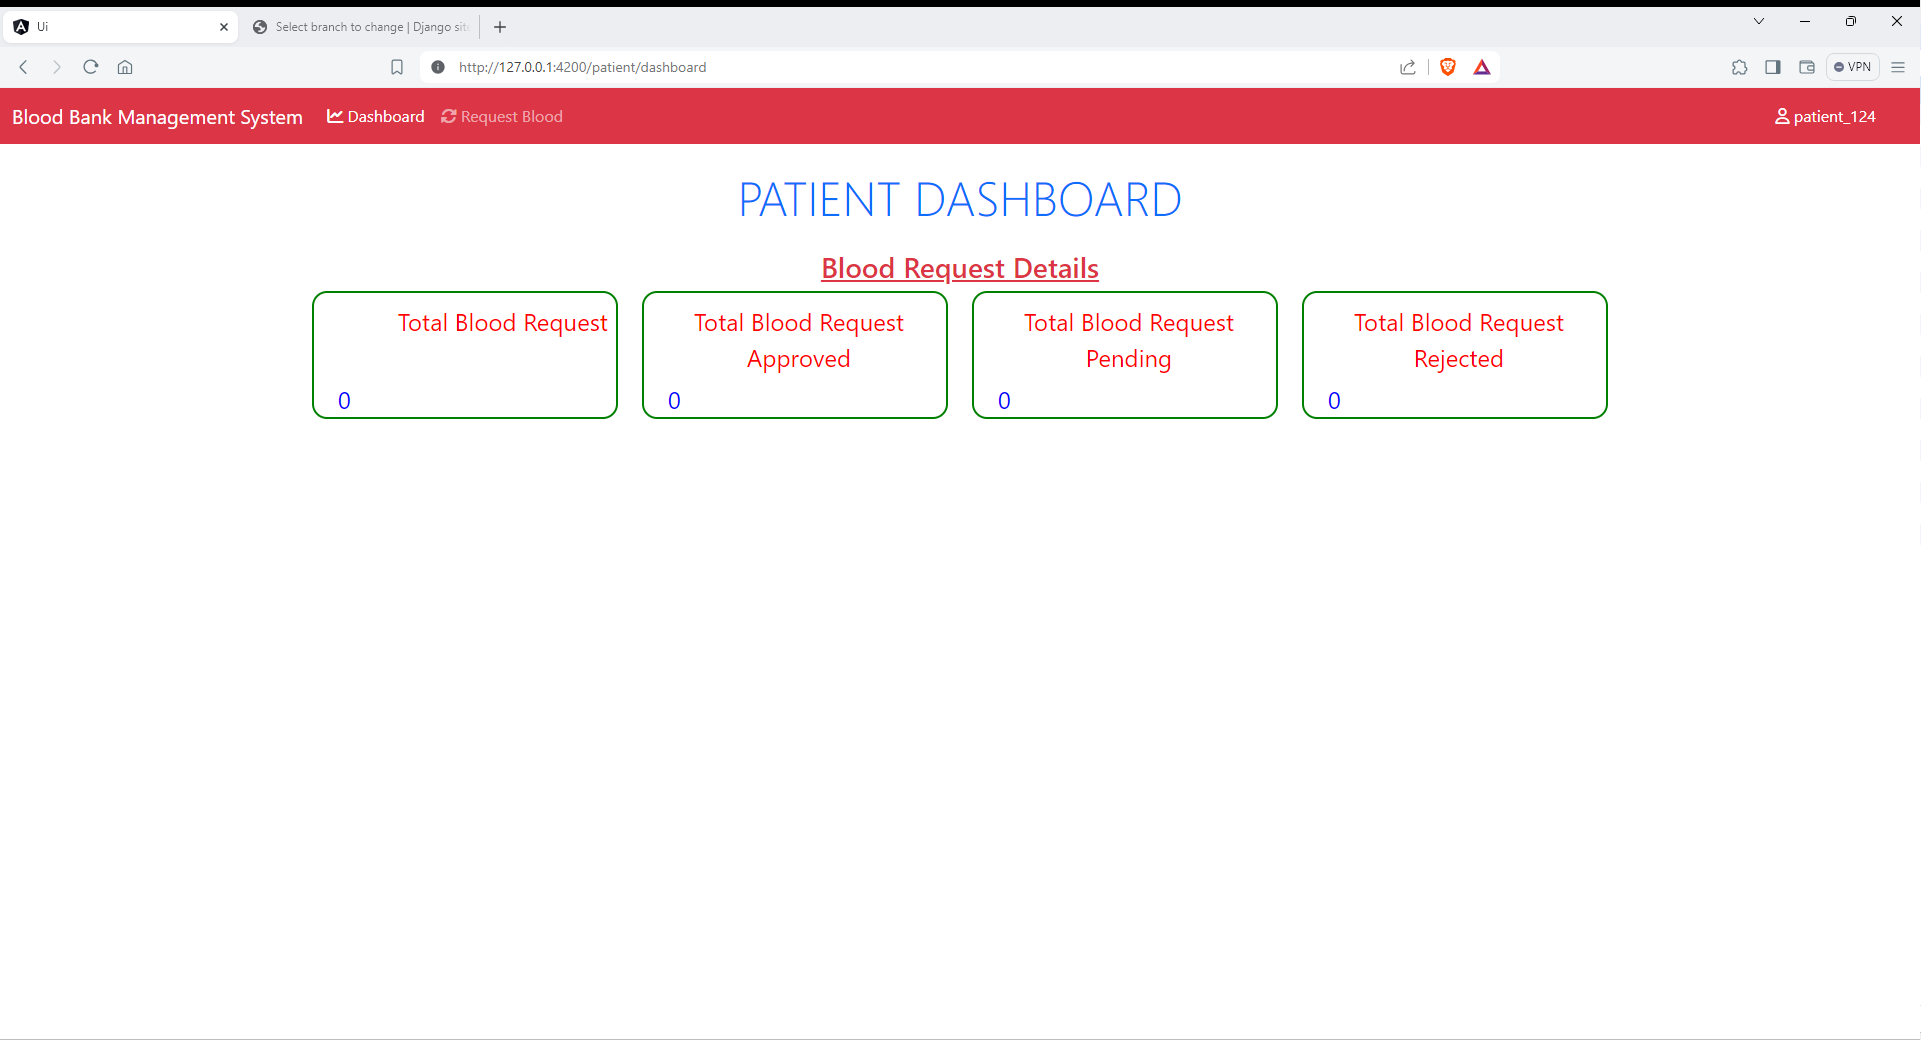 Ui
Select branch to change | Django sit
http://127.0.0.1:4200/patient/dashboard
VPN
Blood Bank Management System
Dashboard
Request Blood
patient_124
PATIENT DASHBOARD
Blood Request Details
Total Blood Request
0
Total Blood Request
Approved
0
Total Blood Request
Pending
0
Total Blood Request
Rejected
0